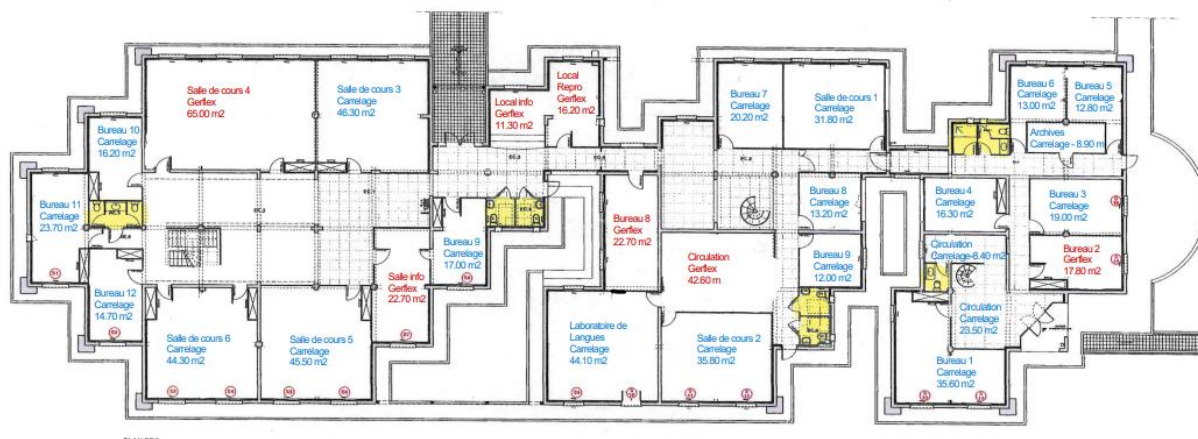 Salle de cours 4
Gerflex
65.00 m2
Salle de cours 3
Carrelage
46.30 m2
Local info
Gerflex
11.30 m2
Local
Repro
Gerflex
16.20 m2
Bureau 7
Carrelage
20.20 m2
Salle de cours 1
Carrelage
31.80 m2
Bureau 6
Carrelage
13.00 m2
Bureau 5
Carrelage
12.80 m2
Archives
Carrelage - 8.90 m
Bureau 10
Carrelage
16.20 m2
Bureau 11
Carrelage
23.70 m2
Bureau 12
Carrelage
14.70 m2
Salle de cours 6
Carrelage
44.30 m2
Salle de cours 5
Carrelage
45.50 m2
Salle info
Gerflex
22.70 m2
Bureau 9
Carrelage
17.00 m2
Bureau 8
Gerflex
22.70 m2
Circulation
Gerflex
42.60 m
Bureau 8
Carrelage
13.20 m2
Bureau 9
Carrelage
12.00 m2
Laboratoire de
Langues
Carrelage
44.10 m2
Salle de cours 2
Carrelage
35.80 m2
Bureau 4
Carrelage
16.30 m2
Bureau 3
Carrelage
19.00 m2
Bureau 2
Gerflex
17.80 m2
Circulation
Carrelage-8.40 m2
Circulation
Carrelage
23.50 m2
Bureau 1
Carrelage
35.60 m2